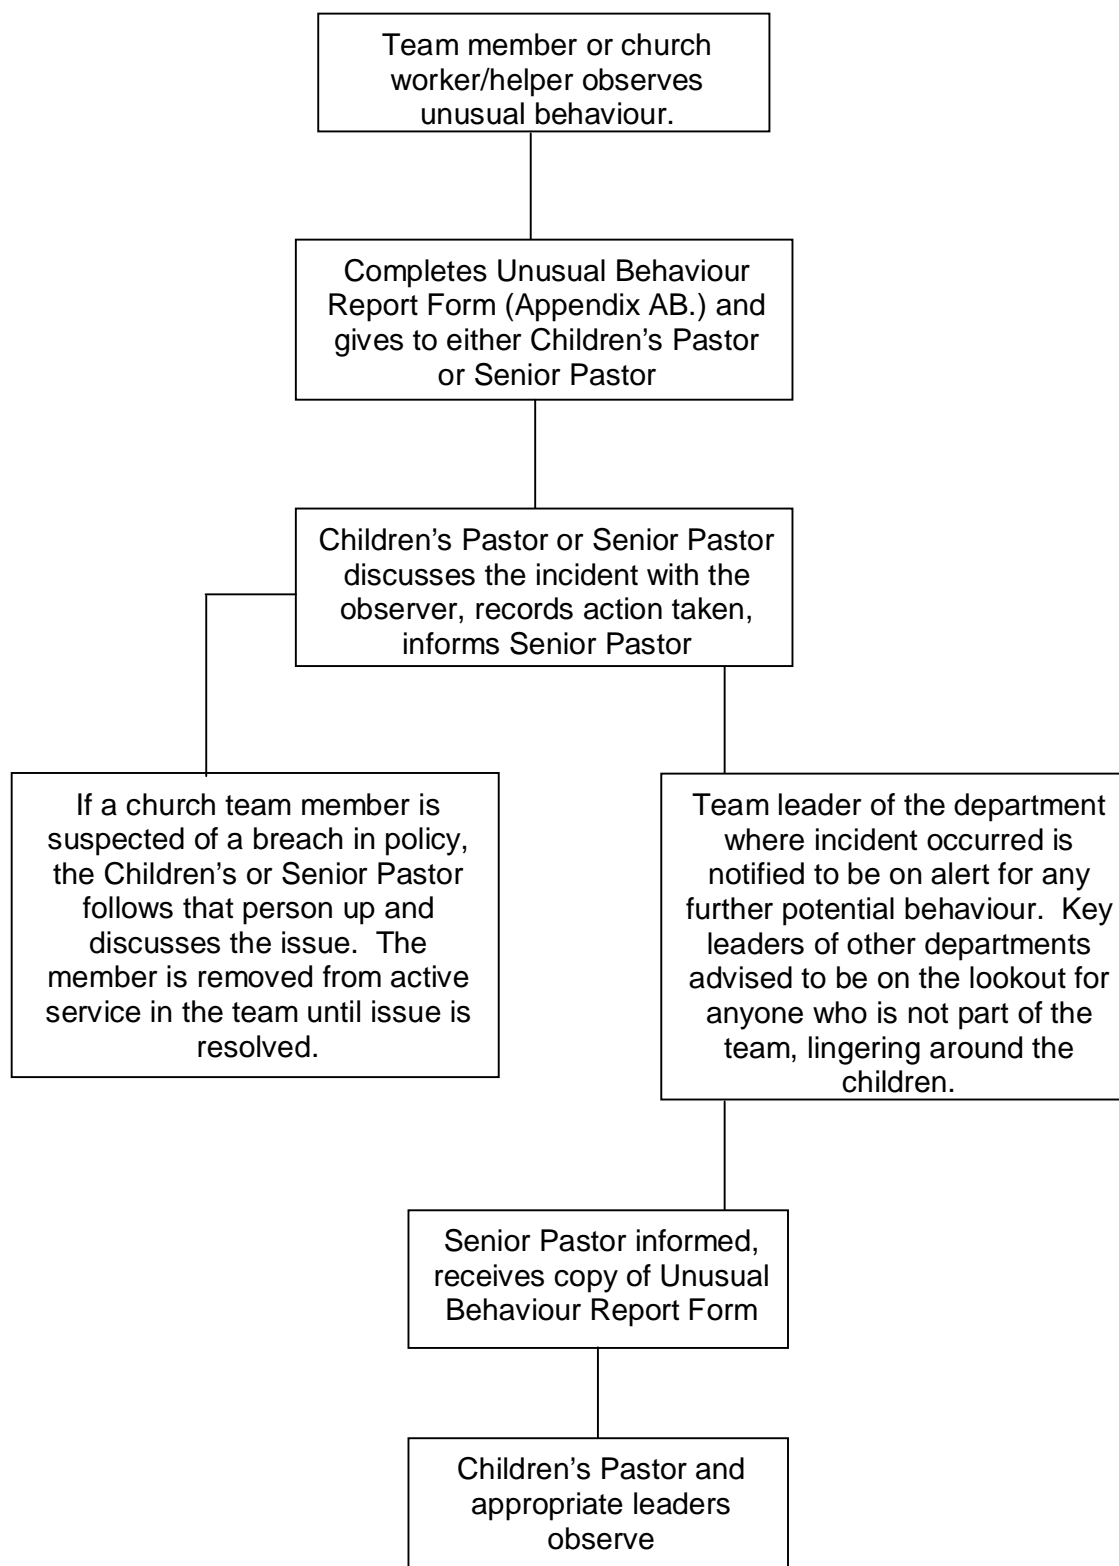 Team member or church
worker/helper observes
unusual behaviour.
Completes Unusual Behaviour
Report Form (Appendix AB.) and
gives to either Children’s Pastor
or Senior Pastor
Children’s Pastor or Senior Pastor
discusses the incident with the
observer, records action taken,
informs Senior Pastor
If a church team member is
suspected of a breach in policy,
the Children’s or Senior Pastor
follows that person up and
discusses the issue.  The
member is removed from active
service in the team until issue is
resolved.
Team leader of the department
where incident occurred is
notified to be on alert for any
further potential behaviour.  Key
leaders of other departments
advised to be on the lookout for
anyone who is not part of the
team, lingering around the
children.
Senior Pastor informed,
receives copy of Unusual
Behaviour Report Form
Children’s Pastor and
appropriate leaders
observe